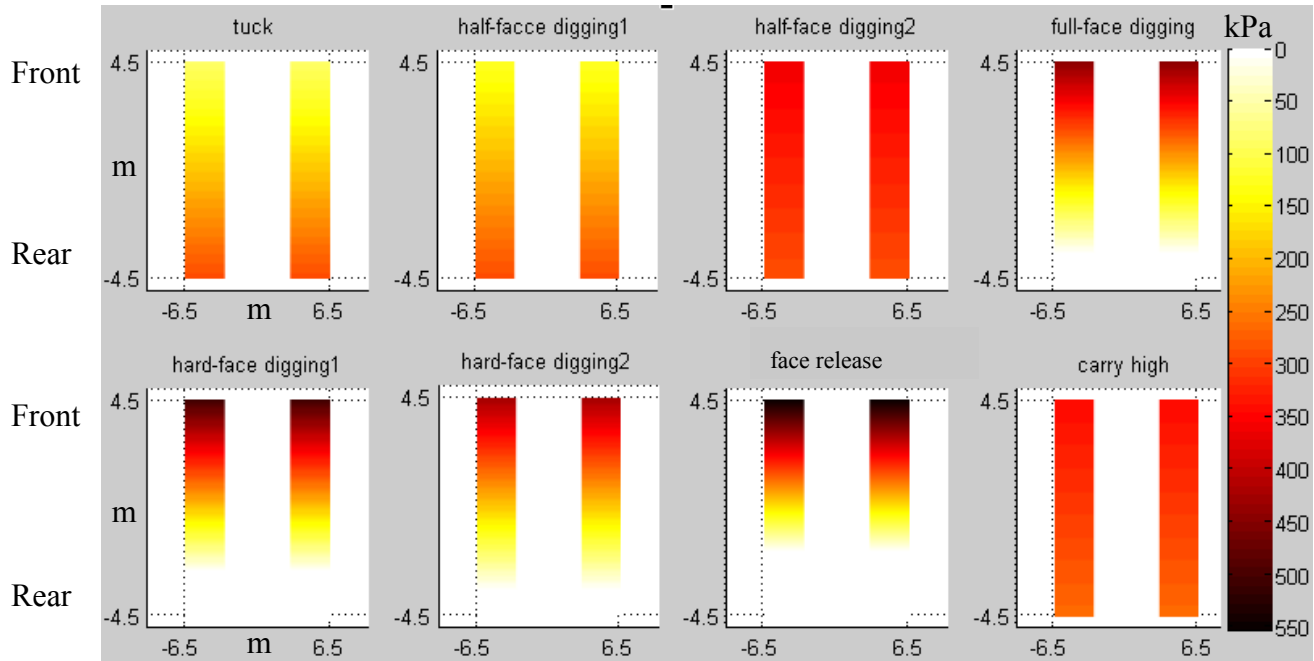 tuck
half-facce digging1
half-face digging2
full-face digging
kPa
Front
4.5
4.5
4.5
4.5
m
Rear
-4.5
-4.5
-4.5
-4.5
-6.5 m 6.5
-6.5 6.5
-6.5 6.5
-6.5 6.5
hard-face digging1
hard-face digging2
face release
carry high
Front
4.5
4.5
4.5
4.5
m
Rear
-4.5
-4.5
-4.5
-4.5
-6.5 m 6.5
-6.5 6.5
-6.5 6.5
-6.5 6.5
0
50
100
150
200
250
300
350
400
450
500
550